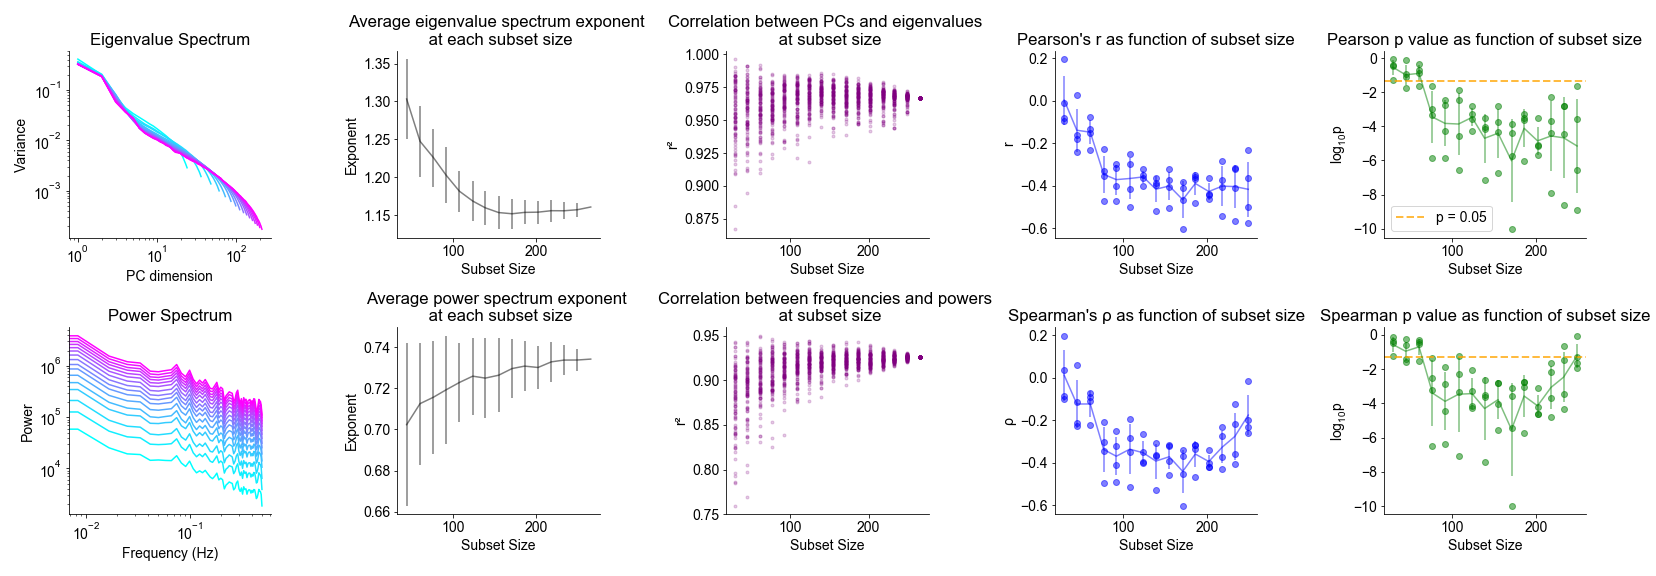 Eigenvalue Spectrum
10⁻¹
10⁻²
10⁻³
Variance
10⁰
10¹
10²
PC dimension
Average eigenvalue spectrum exponent
at each subset size
1.35
1.30
1.25
1.20
1.15
Exponent
100
200
Subset Size
Correlation between PCs and eigenvalues
at subset size
1.000
0.975
0.950
0.925
0.900
0.875
r²
100
200
Subset Size
Pearson's r as function of subset size
0.2
0.0
−0.2
−0.4
−0.6
r
100
200
Subset Size
Pearson p value as function of subset size
0
−2
−4
−6
−8
−10
log₁₀p
p = 0.05
100
200
Subset Size
Power Spectrum
10⁶
10⁵
10⁴
Power
10⁻²
10⁻¹
Frequency (Hz)
Average power spectrum exponent
at each subset size
0.74
0.72
0.70
0.68
0.66
Exponent
100
200
Subset Size
Correlation between frequencies and powers
at subset size
0.95
0.90
0.85
0.80
0.75
r²
100
200
Subset Size
Spearman's ρ as function of subset size
0.2
0.0
−0.2
−0.4
−0.6
ρ
100
200
Subset Size
Spearman p value as function of subset size
0
−2
−4
−6
−8
−10
log₁₀p
100
200
Subset Size